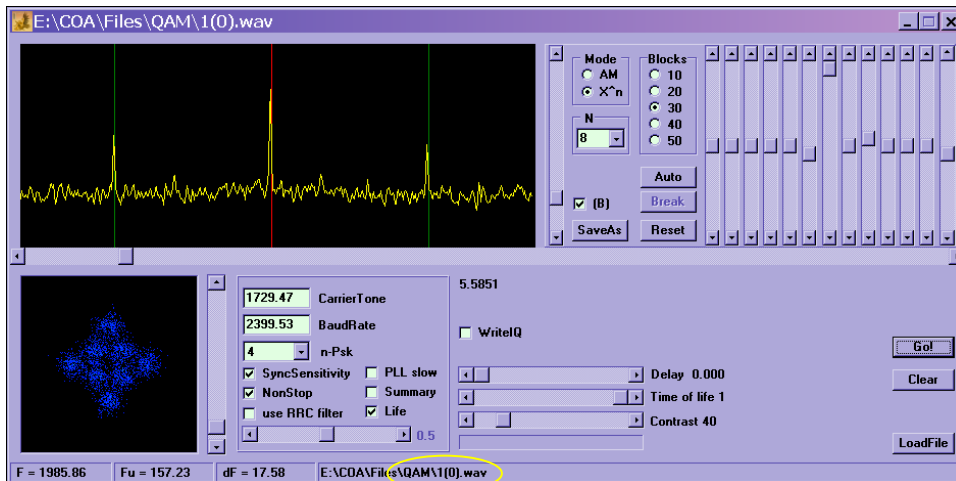 E:\COA\Files\QAM\1(0).wav
Mode
AM
X^n
N
8
(B)
SaveAs
Blocks
10
20
30
40
50
Auto
Break
Reset
1729.47 CarrierTone
2399.53 BaudRate
4 n-Psk
SyncSensitivity PLL slow
NonStop Summary
use RRC filter Life
0.5
5.5851
WriteIQ
Delay 0.000
Time of life 1
Contrast 40
Go!
Clear
LoadFile
F = 1985.86 Fu = 157.23 dF = 17.58 E:\COA\Files\QAM\1(0).wav